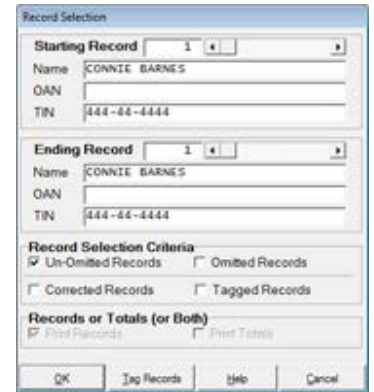 Record Selection
Starting Record 1
Name CONNIE BARNES
OAN
TIN 444-44-4444
Ending Record 1
Name CONNIE BARNES
OAN
TIN 444-44-4444
Record Selection Criteria
Un-Omitted Records Omitted Records
Corrected Records Tagged Records
Records or Totals (or Both)
Print Records Print Totals
OK Tag Records Help Cancel